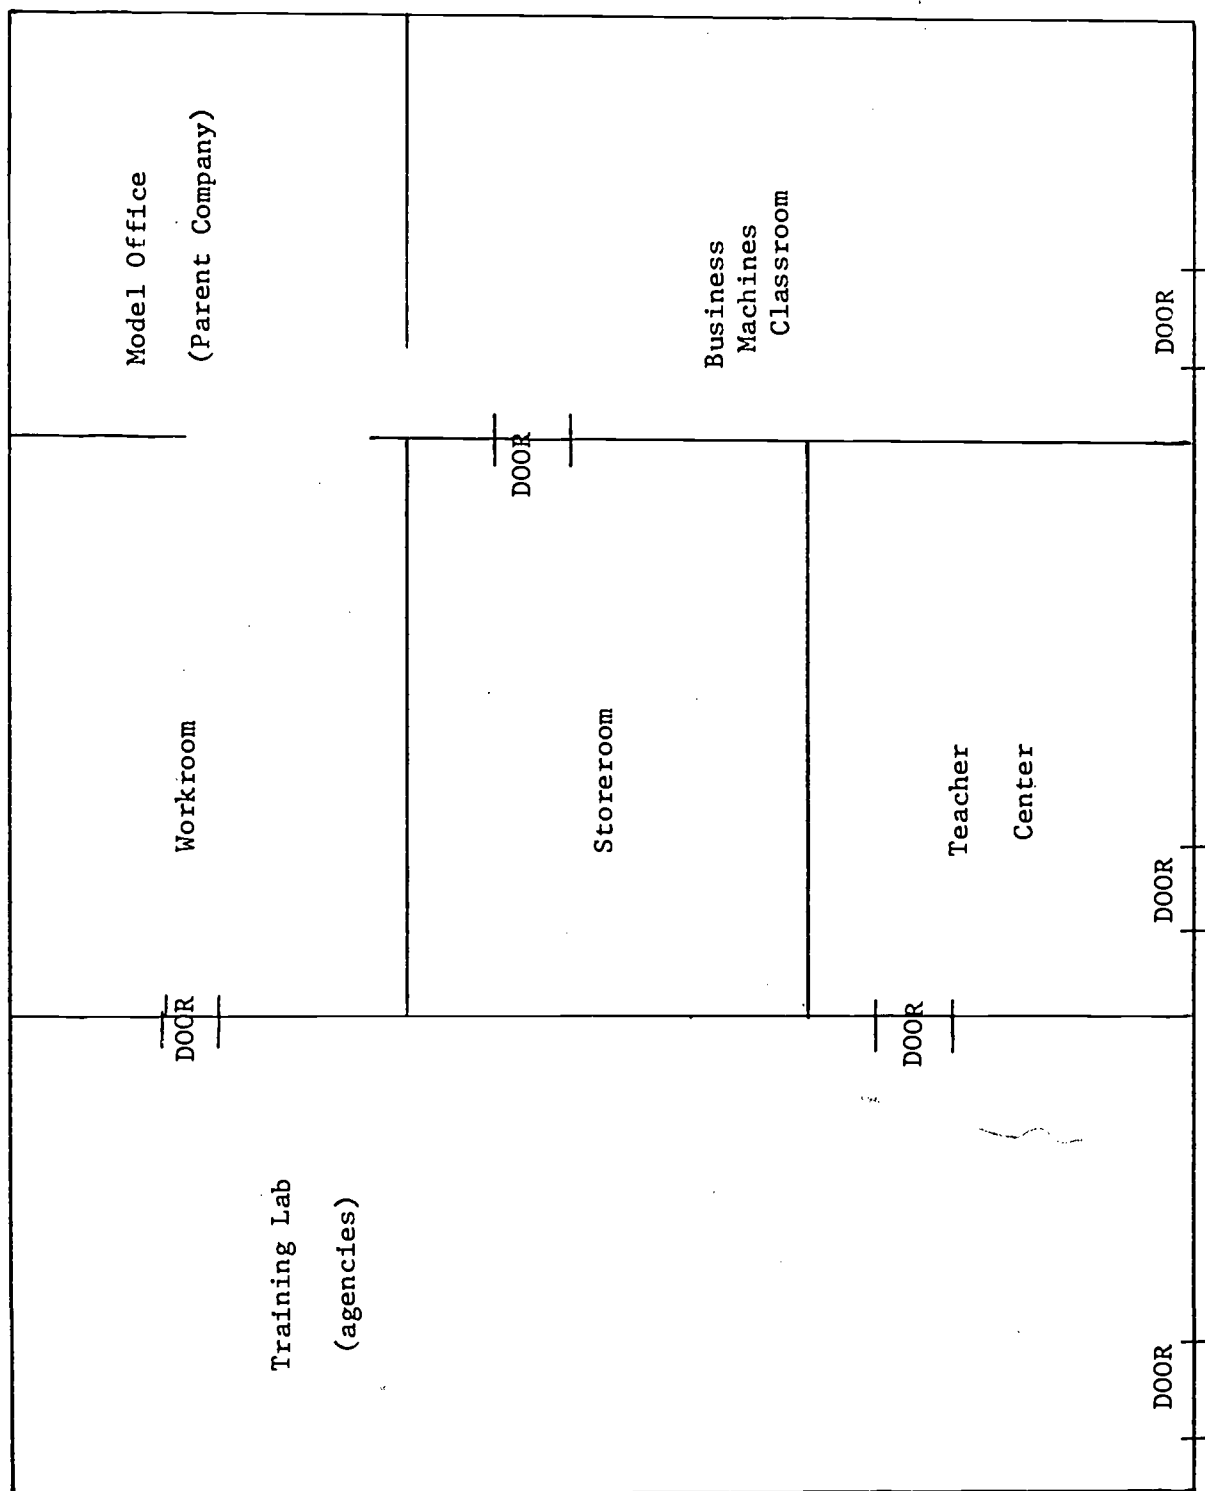 Model Office
(Parent Company)
Business
Machines
Classroom
DOOR
DOOR
Workroom
Storeroom
Teacher
Center
DOOR
DOOR
DOOR
Training Lab
(agencies)
DOOR